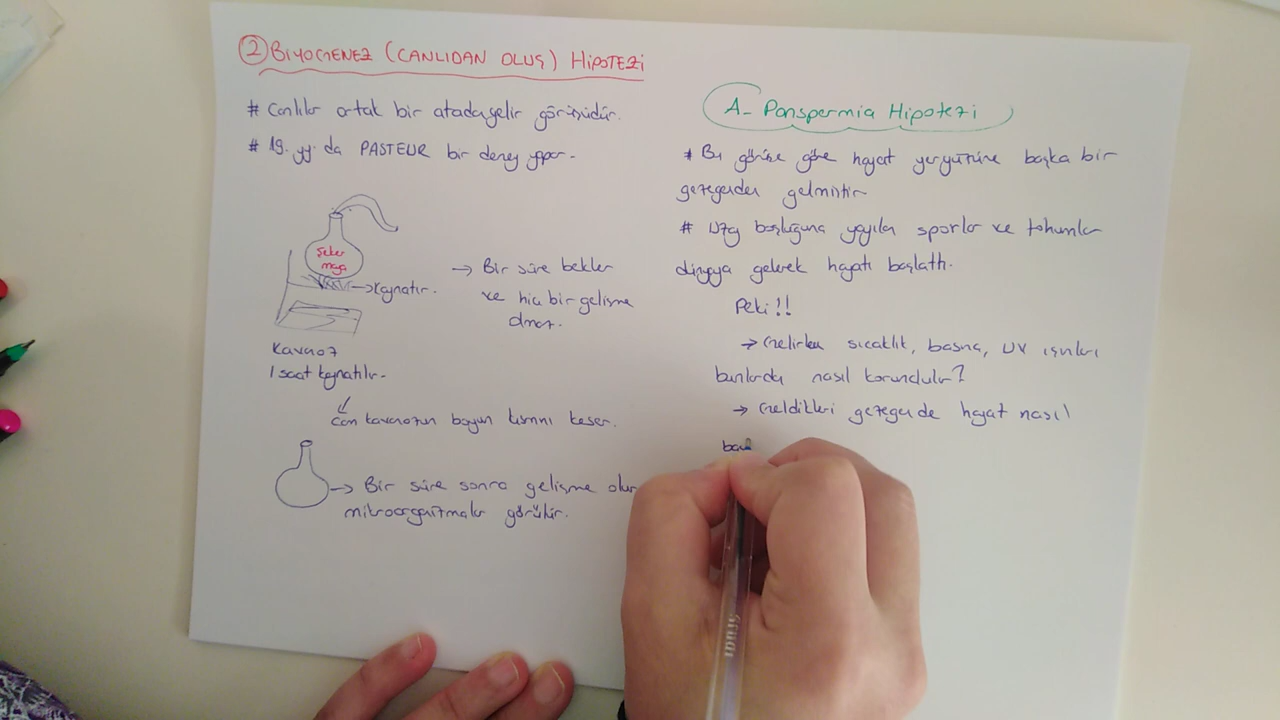 2 BİYOGENEZ (CANLIDAN OLUŞ) HİPOTEZİ
# Canlılar ortak bir atadan gelir görüşüdür.
# 19. yy. da PASTEUR bir deney yapar.
Şeker
maya
→ Kaynatır.
→ Bir süre bekler
ve hiç bir gelişme
olmaz.
Kavanoz
1 saat kaynatılır.
Cam kavanozun boyun kısmını keser.
→ Bir süre sonra gelişme olur
mikroorganizmalar görülür.
A- Panspermia Hipotezi
* Bu görüşe göre hayat yeryüzüne başka bir
gezegenden gelmiştir
# Uzay boşluğuna yayılan sporlar ve tohumlar
dünyaya gelerek hayatı başlattı.
Peki!!
→ Gelirken sıcaklık, basınç, UV ışınları
bunlardan nasıl korundular?
→ Geldikleri gezegende hayat nasıl